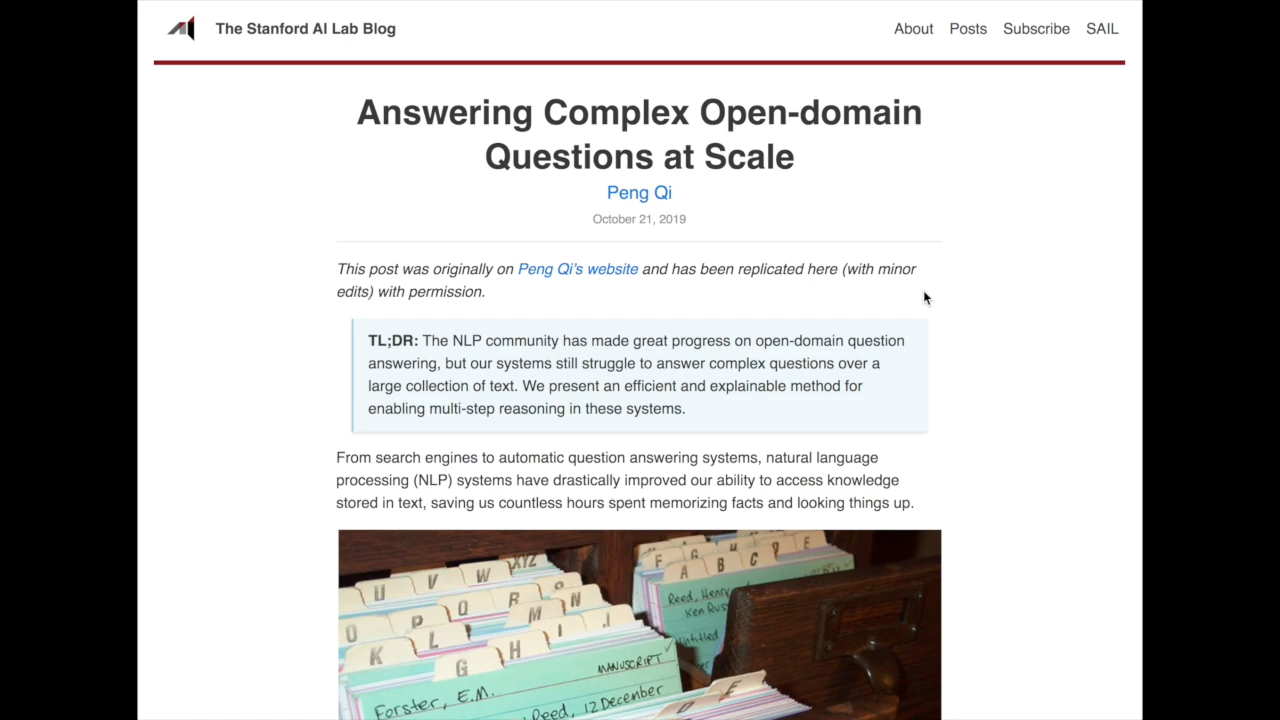 The Stanford AI Lab Blog
About Posts Subscribe SAIL
Answering Complex Open-domain
Questions at Scale
Peng Qi
October 21, 2019
This post was originally on Peng Qi's website and has been replicated here (with minor
edits) with permission.
TL;DR: The NLP community has made great progress on open-domain question
answering, but our systems still struggle to answer complex questions over a
large collection of text. We present an efficient and explainable method for
enabling multi-step reasoning in these systems.
From search engines to automatic question answering systems, natural language
processing (NLP) systems have drastically improved our ability to access knowledge
stored in text, saving us countless hours spent memorizing facts and looking things up.
U V W XYZ
Q R S
O P M N
K L I J
G H
F G H C E
A B C
Reed, Henry
Ken Rus
Untitled
MANUSCRIPT
Forster, E.M.
Reed, 12 December
D E